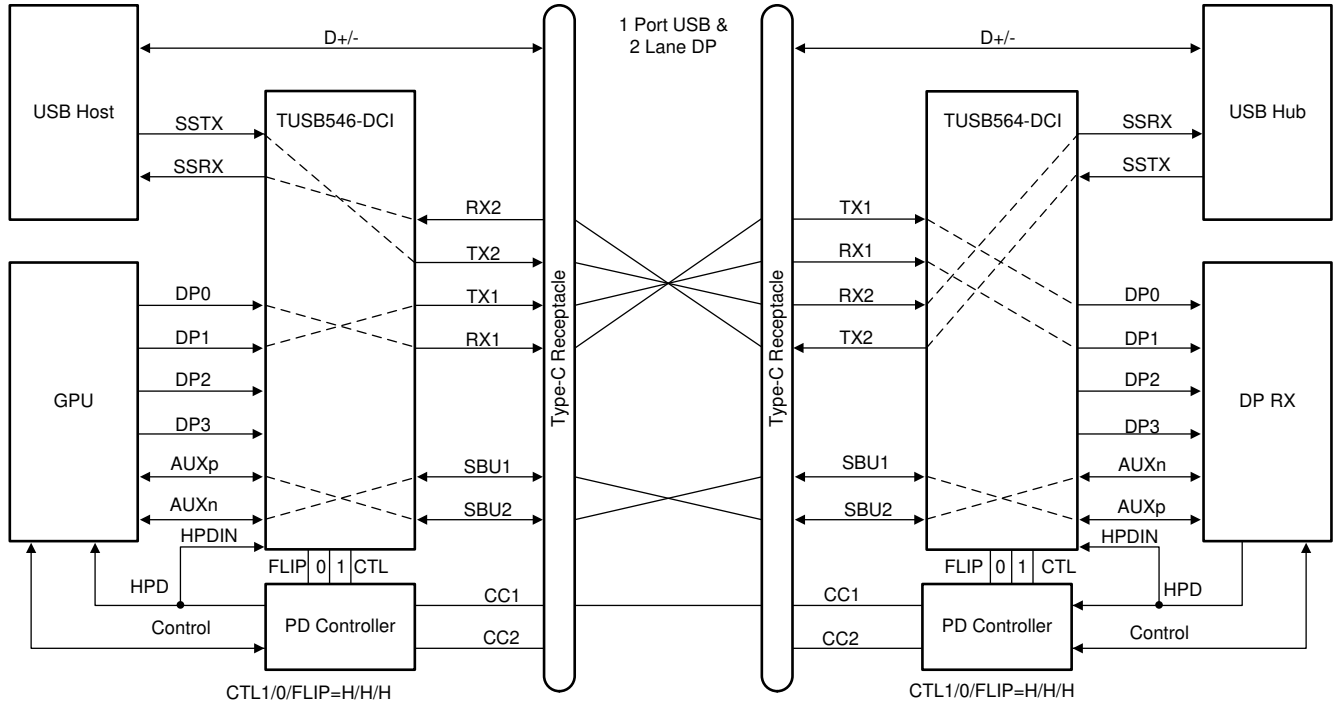 1 Port USB &
2 Lane DP
USB Host
D+/-
SSTX
SSRX
TUSB546-DCI
RX2
TX2
TX1
RX1
GPU
DP0
DP1
DP2
DP3
AUXp
AUXn
HPDIN
SBU1
SBU2
FLIP 0 1 CTL
HPD
Control
PD Controller
CC1
CC2
CTL1/0/FLIP=H/H/H
Type-C Receptacle
Type-C Receptacle
D+/-
USB Hub
TUSB564-DCI
SSRX
SSTX
TX1
RX1
RX2
TX2
DP0
DP1
DP2
DP3
DP RX
SBU1
SBU2
AUXn
AUXp
HPDIN
FLIP 0 1 CTL
HPD
CC1
CC2
PD Controller
Control
CTL1/0/FLIP=H/H/H